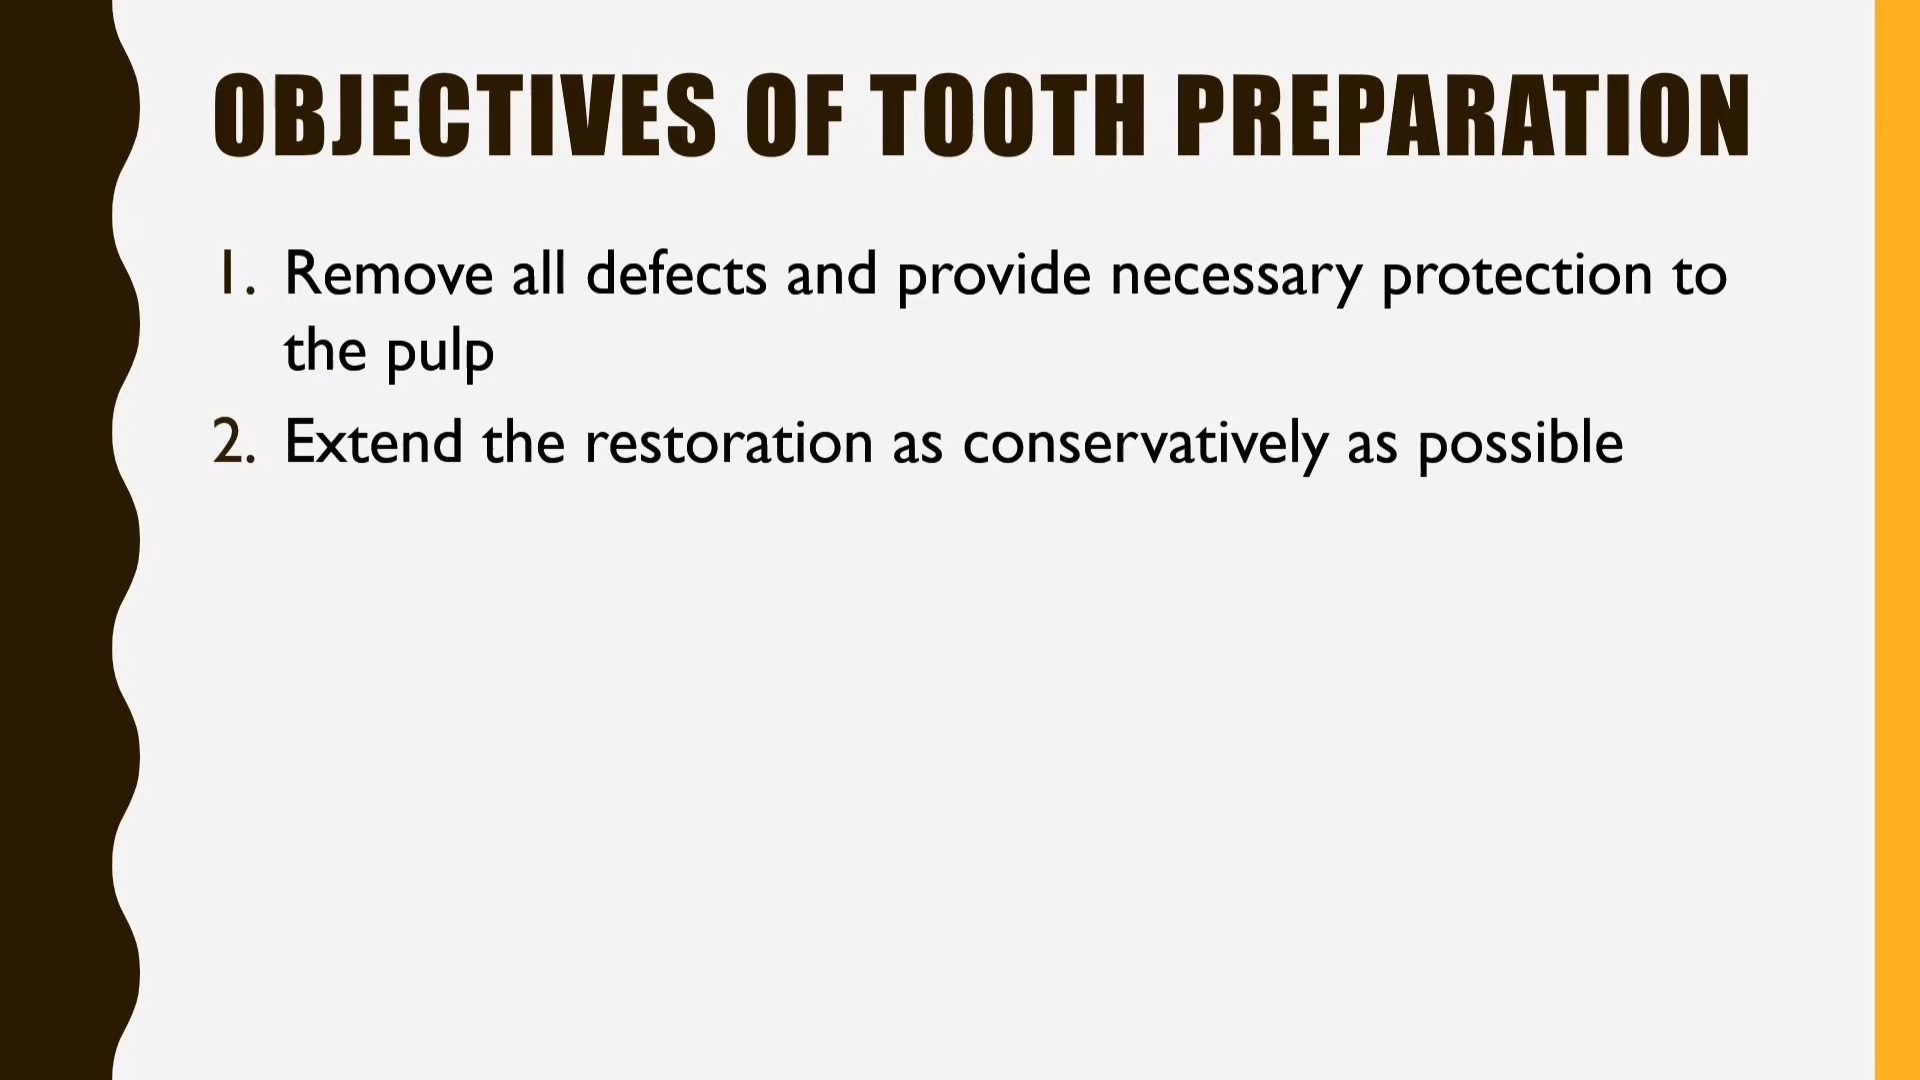 OBJECTIVES OF TOOTH PREPARATION
1. Remove all defects and provide necessary protection to
the pulp
2. Extend the restoration as conservatively as possible